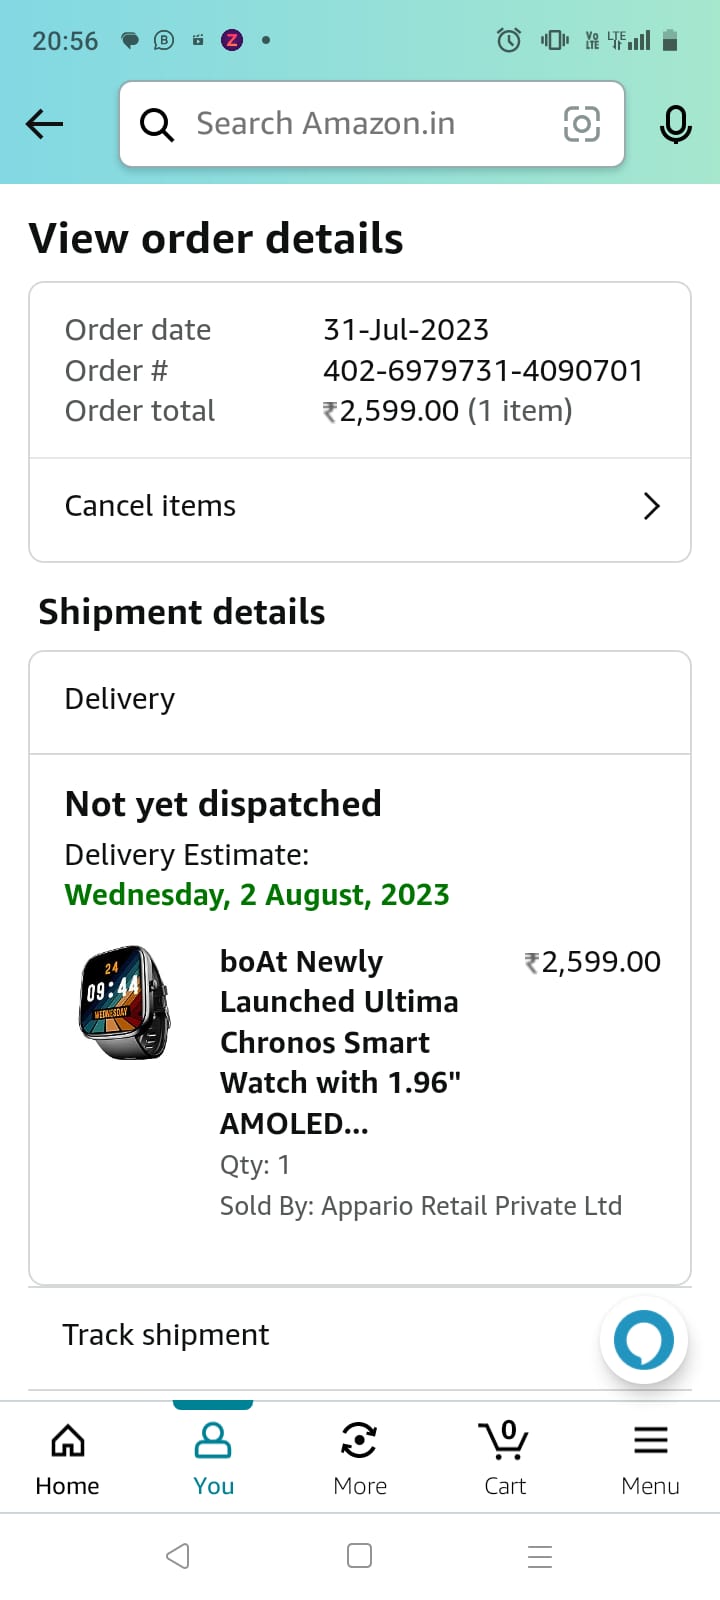 20:56
Z
VO LTE
LTE
Search Amazon.in
View order details
Order date 31-Jul-2023
Order # 402-6979731-4090701
Order total ₹2,599.00 (1 item)
Cancel items
Shipment details
Delivery
Not yet dispatched
Delivery Estimate:
Wednesday, 2 August, 2023
24
09:44
WEDNESDAY
boAt Newly ₹2,599.00
Launched Ultima
Chronos Smart
Watch with 1.96"
AMOLED...
Qty: 1
Sold By: Appario Retail Private Ltd
Track shipment
0
Home You More Cart Menu